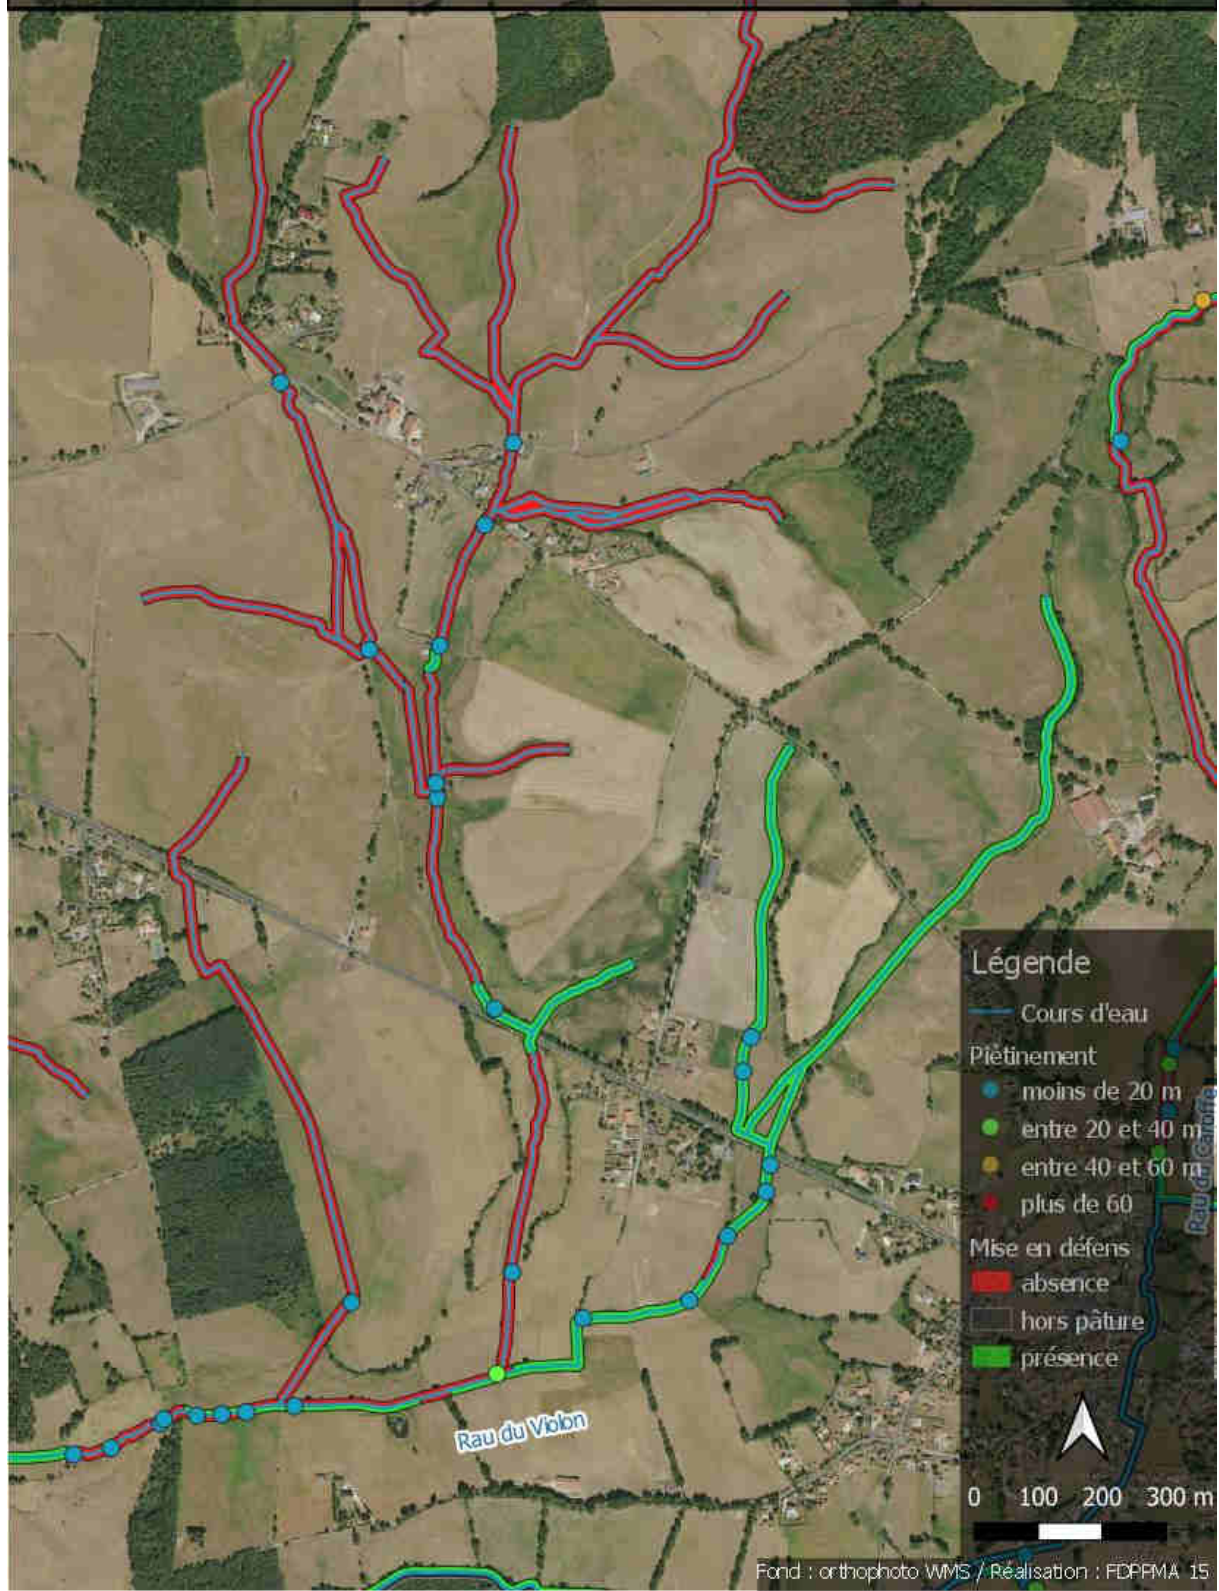 Légende
Cours d'eau
Piétinement
moins de 20 m
entre 20 et 40 m
entre 40 et 60 m
plus de 60
Mise en défens
absence
hors pâture
présence
0 100 200 300 m
Rau du Violon
Rau du
Fond : orthophoto WMS / Réalisation : FDPPMA 15